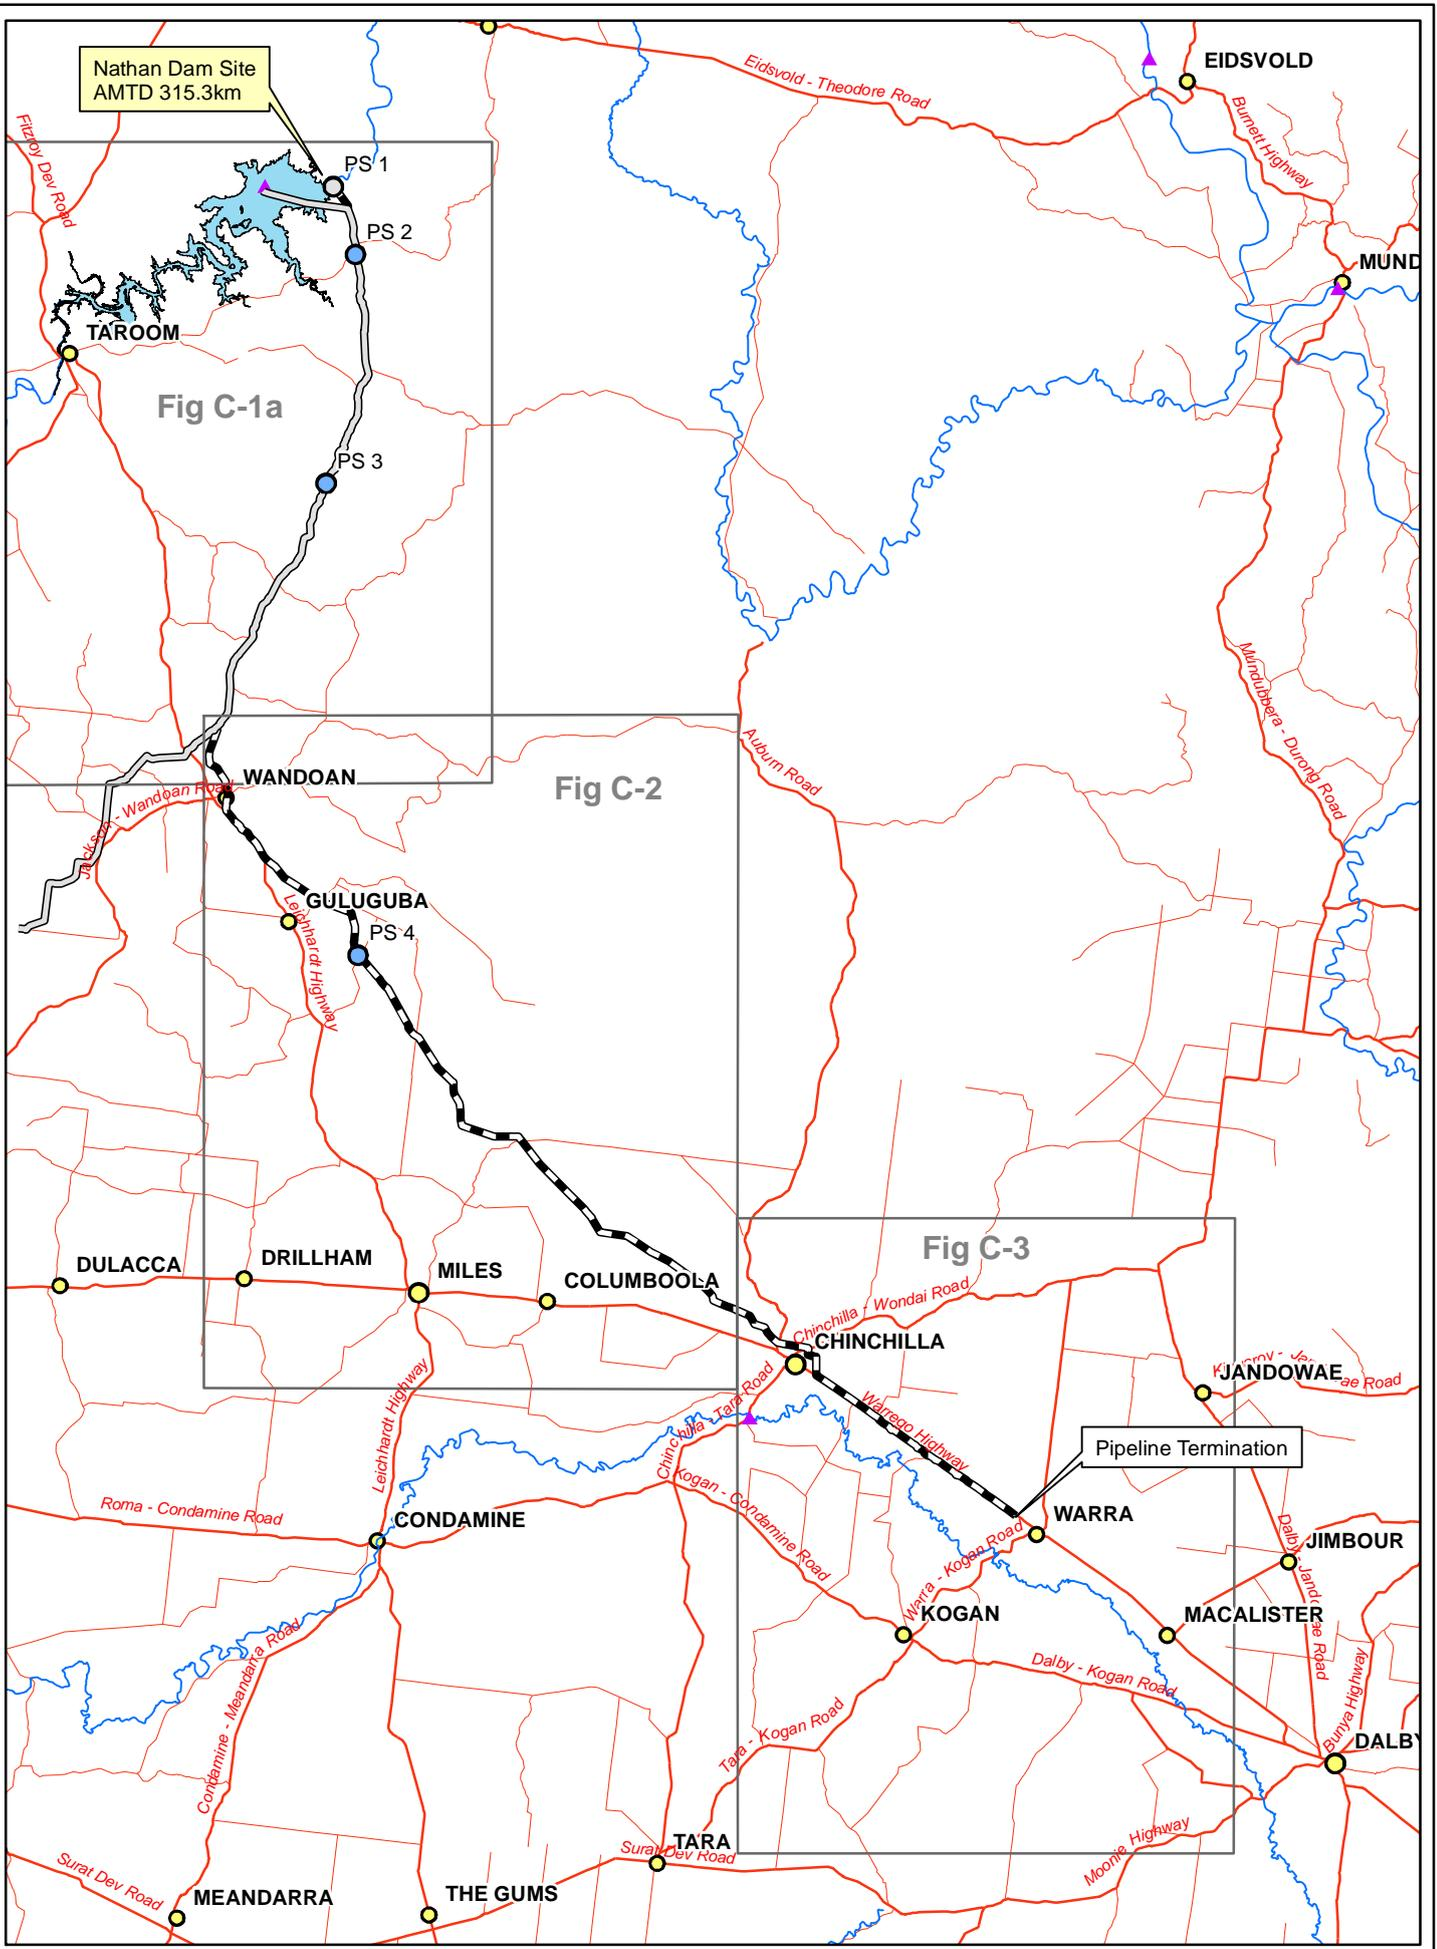 Nathan Dam Site
AMTD 315.3km
EIDSVOLD
Eidsvold - Theodore Road
Burnett Highway
Fitzroy Dev Road
PS 1
PS 2
MUND
TAROOM
Fig C-1a
PS 3
Mundubbera - Durong Road
Auburn Road
WANDOAN
Fig C-2
Jackson - Wandoan Road
GULUGUBA
PS 4
Leichhardt Highway
Fig C-3
DULACCA
DRILLHAM
MILES
COLUMBOOLA
Chinchilla - Wondai Road
CHINCHILLA
JANDOWAE
Leichhardt Highway
Chinchilla - Tara Road
Warrego Highway
Pipeline Termination
Kogan - Condamine Road
Roma - Condamine Road
CONDAMINE
WARRA
JIMBOUR
Warra - Kogan Road
Dalby - Jandowae Road
KOGAN
MACALISTER
Condamine - Meandarra Road
Dalby - Kogan Road
Bunya Highway
Tara - Kogan Road
DALBY
TARA
Surat Dev Road
Moonie Highway
Surat Dev Road
MEANDARRA
THE GUMS